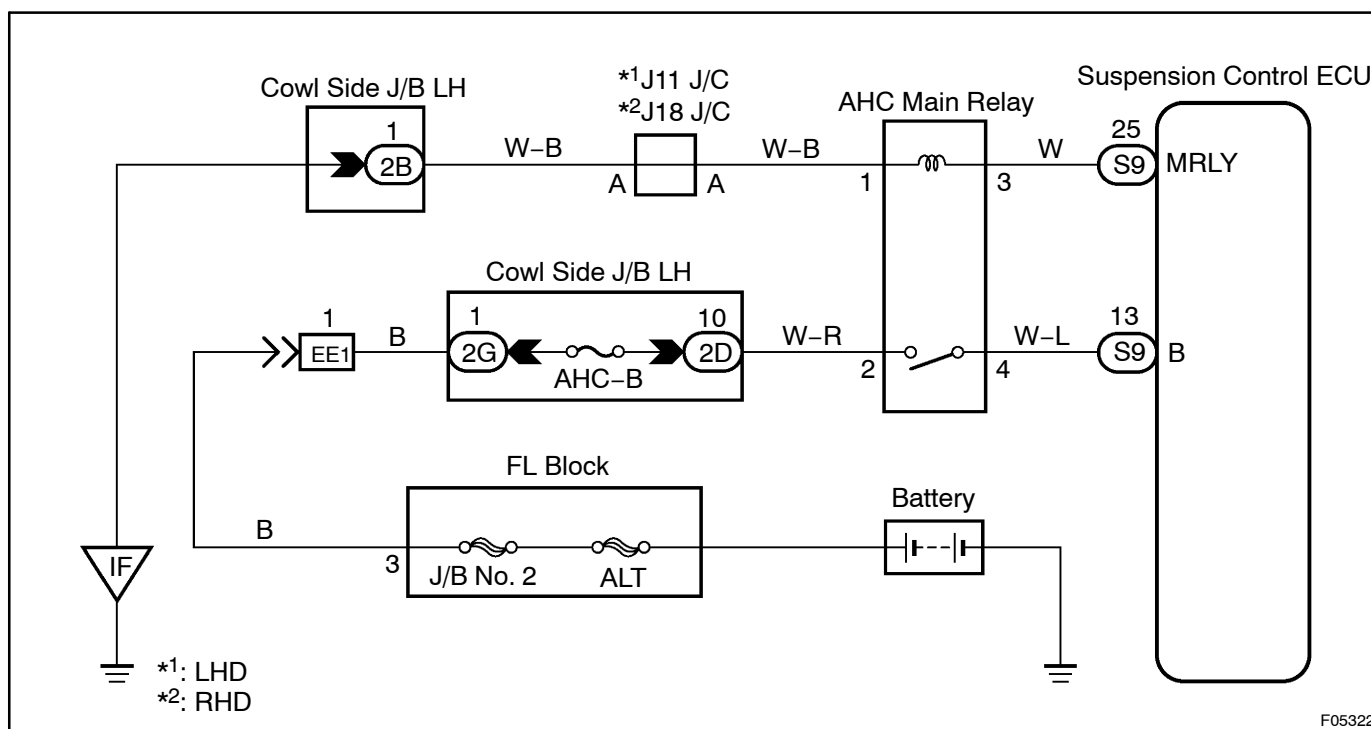 Suspension Control ECU
Cowl Side J/B LH
*1J11 J/C
*2J18 J/C
AHC Main Relay
1
2B
W−B
A
A
W−B
1
3
W
25
S9
MRLY
Cowl Side J/B LH
1
EE1
B
1
2G
AHC−B
10
2D
W−R
2
4
W−L
13
S9
B
FL Block
B
3
J/B No. 2
ALT
Battery
IF
*1: LHD
*2: RHD
F05322